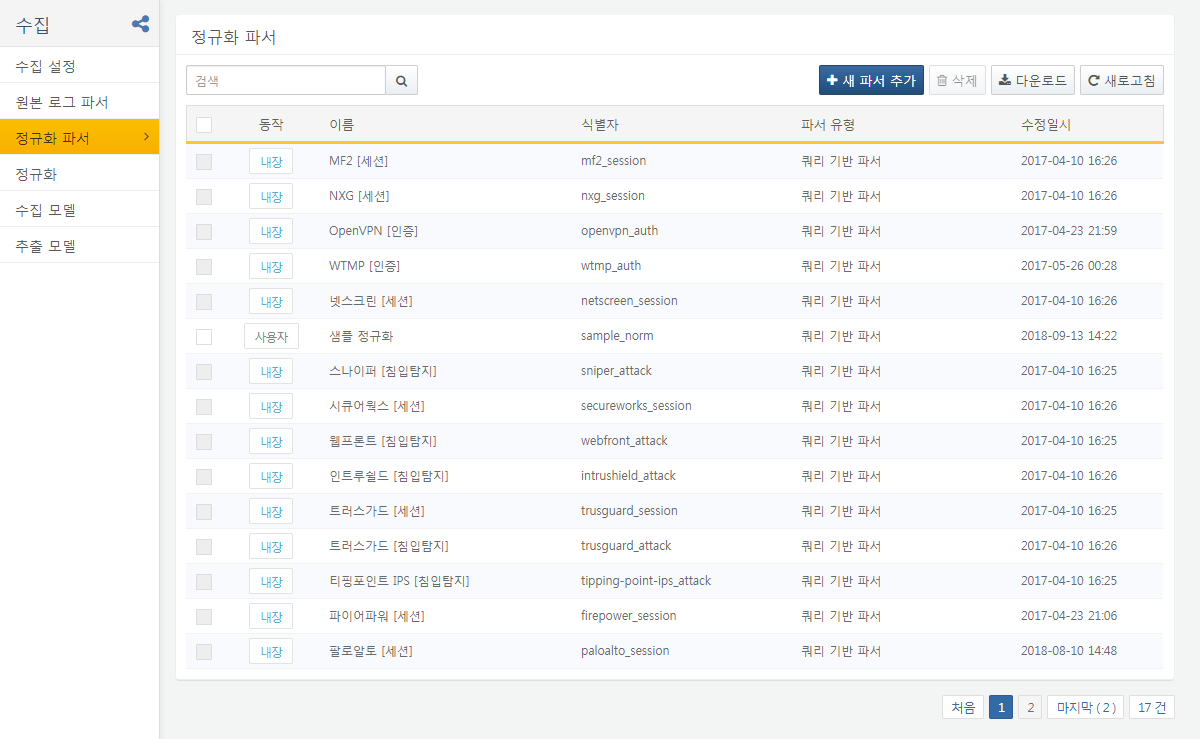 수집
수집 설정
원본 로그 파서
정규화 파서
정규화
수집 모델
추출 모델
정규화 파서
검색 새 파서 추가 삭제 다운로드 새로고침
동작 이름 식별자 파서 유형 수정일시
내장 MF2 [세션] mf2_session 쿼리 기반 파서 2017-04-10 16:26
내장 NXG [세션] nxg_session 쿼리 기반 파서 2017-04-10 16:26
내장 OpenVPN [인증] openvpn_auth 쿼리 기반 파서 2017-04-23 21:59
내장 WTMP [인증] wtmp_auth 쿼리 기반 파서 2017-05-26 00:28
내장 넷스크린 [세션] netscreen_session 쿼리 기반 파서 2017-04-10 16:26
사용자 샘플 정규화 sample_norm 쿼리 기반 파서 2018-09-13 14:22
내장 스나이퍼 [침입탐지] sniper_attack 쿼리 기반 파서 2017-04-10 16:25
내장 시큐어웍스 [세션] secureworks_session 쿼리 기반 파서 2017-04-10 16:26
내장 웹프론트 [침입탐지] webfront_attack 쿼리 기반 파서 2017-04-10 16:25
내장 인트루쉴드 [침입탐지] intrushield_attack 쿼리 기반 파서 2017-04-10 16:26
내장 트러스가드 [세션] trusguard_session 쿼리 기반 파서 2017-04-10 16:25
내장 트러스가드 [침입탐지] trusguard_attack 쿼리 기반 파서 2017-04-10 16:26
내장 티핑포인트 IPS [침입탐지] tipping-point-ips_attack 쿼리 기반 파서 2017-04-10 16:25
내장 파이어파워 [세션] firepower_session 쿼리 기반 파서 2017-04-23 21:06
내장 팔로알토 [세션] paloalto_session 쿼리 기반 파서 2018-08-10 14:48
처음 1 2 마지막 ( 2 ) 17 건